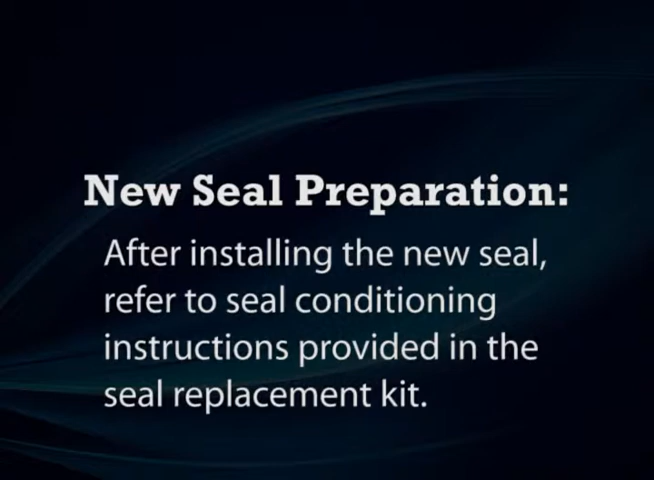 New Seal Preparation:
After installing the new seal,
refer to seal conditioning
instructions provided in the
seal replacement kit.